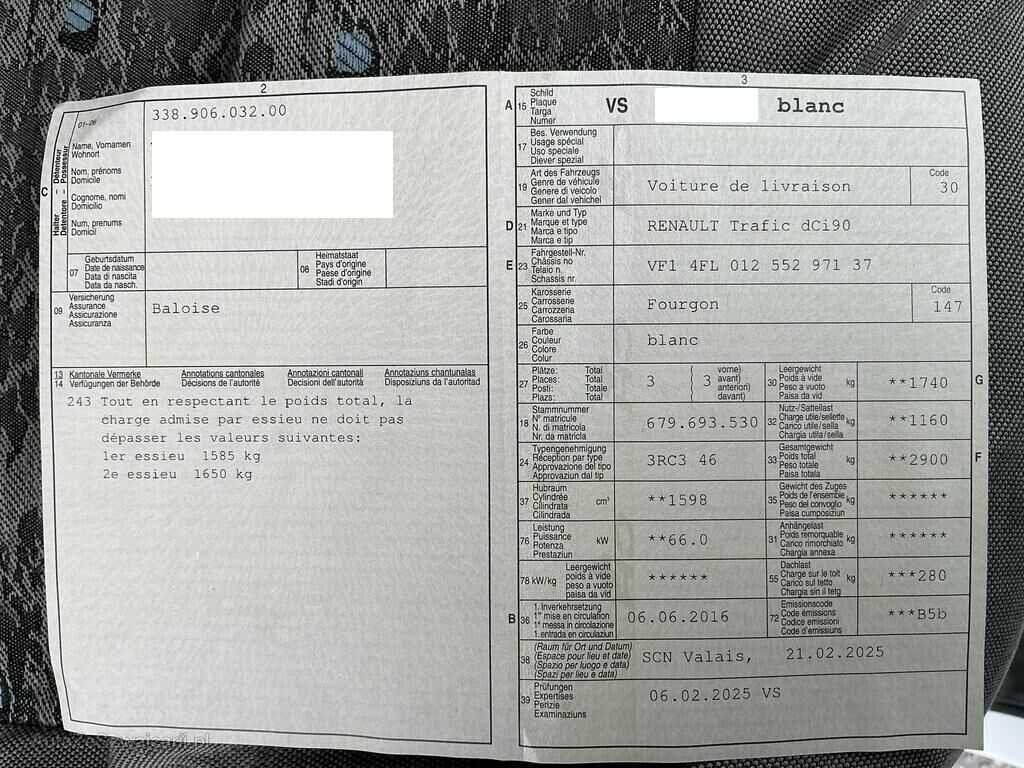 2
338.906.032.00
01-06
C
Halter – Détenteur
Detentore – Possessur
Name, Vornamen
Wohnort
Nom, prénoms
Domicile
Cognome, nomi
Domicilio
Num, prenums
Domicil
07
Geburtsdatum
Date de naissance
Data di nascita
Data da nasch.
08
Heimatstaat
Pays d'origine
Paese d'origine
Stadi d'origin
09
Versicherung
Assurance
Assicurazione
Assicuranza
Baloise
13 Kantonale Vermerke Annotations cantonales Annotazioni cantonali Annotaziuns chantunalas
14 Verfügungen der Behörde Décisions de l'autorité Decisioni dell'autorità Disposiziuns da l'autoritad
243 Tout en respectant le poids total, la
charge admise par essieu ne doit pas
dépasser les valeurs suivantes:
1er essieu 1585 kg
2e essieu 1650 kg
3
A 15
Schild
Plaque
Targa
Numer
VS blanc
17
Bes. Verwendung
Usage spécial
Uso speciale
Diever spezial
19
Art des Fahrzeugs
Genre de véhicule
Genere di veicolo
Gener dal vehichel
Voiture de livraison
Code
30
D 21
Marke und Typ
Marque et type
Marca e tipo
Marca e tip
RENAULT Trafic dCi90
E 23
Fahrgestell-Nr.
Châssis no
Telaio n.
Schassis nr.
VF1 4FL 012 552 971 37
25
Karosserie
Carrosserie
Carrozzeria
Carossaria
Fourgon
Code
147
26
Farbe
Couleur
Colore
Colur
blanc
27
Plätze: Total
Places: Total
Posti: Totale
Plazs: Total
3 ( 3
vorne)
avant)
anteriori)
davant)
30
Leergewicht
Poids à vide
Peso a vuoto
Paisa da vid
kg
**1740
G
18
Stammnummer
N° matricule
N. di matricola
Nr. da matricla
679.693.530
32
Nutz-/Sattellast
Charge utile/sellette
Carico utile/sella
Chargia utila/sella
kg
**1160
24
Typengenehmigung
Réception par type
Approvazione del tipo
Approvaziun dal tip
3RC3 46
33
Gesamtgewicht
Poids total
Peso totale
Paisa totala
kg
**2900
F
37
Hubraum
Cylindrée
Cilindrata
Cilindrada
cm³
**1598
35
Gewicht des Zuges
Poids de l'ensemble
Peso del convoglio
Paisa cumposiziun
kg
******
76
Leistung
Puissance
Potenza
Prestaziun
kW
**66.0
31
Anhängelast
Poids remorquable
Carico rimorchiato
Chargia annexa
kg
******
78 kW/kg
Leergewicht
poids à vide
peso a vuoto
paisa da vid
******
55
Dachlast
Charge sur le toit
Carico sul tetto
Chargia sin il tetg
kg
***280
B 36
1. Inverkehrsetzung
1re mise en circulation
1a messa in circolazione
1. entrada en circulaziun
06.06.2016
72
Emissionscode
Code émissions
Codice emissioni
Code d'emissiuns
***B5b
38
(Raum für Ort und Datum)
(Espace pour lieu et date)
(Spazio per luogo e data)
(Spazi per lieu e data)
SCN Valais, 21.02.2025
39
Prüfungen
Expertises
Perizie
Examinaziuns
06.02.2025 VS